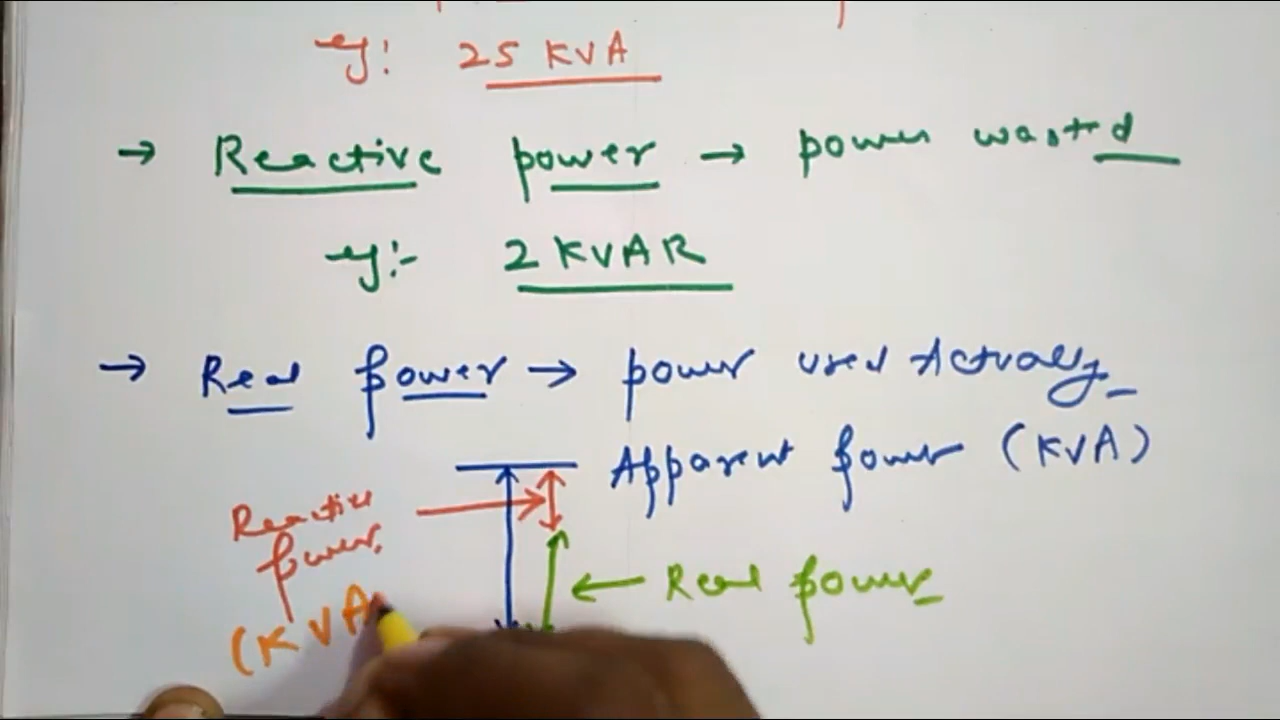 eg: 25 KVA
→ Reactive power → power wasted
eg:- 2 KVAR
→ Real power → power used Actually
Apparent power (KVA)
Reactive
power
Real power
(KVA